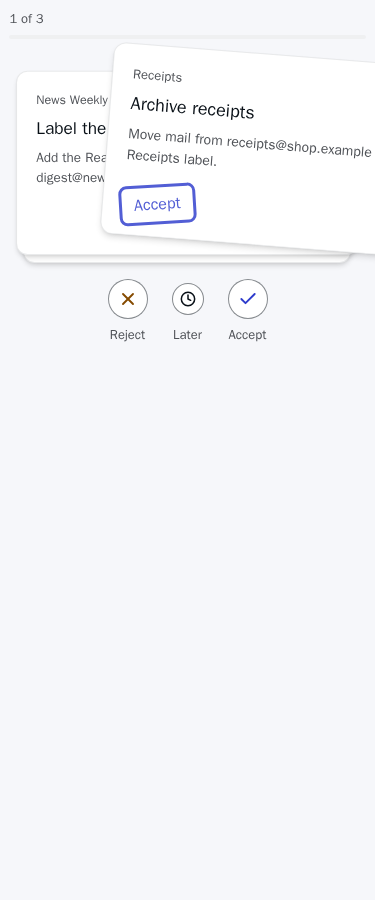 1 of 3
News Weekly
Label the
Add the Rea
digest@new
Receipts
Archive receipts
Move mail from receipts@shop.example
Receipts label.
Accept
Reject
Later
Accept